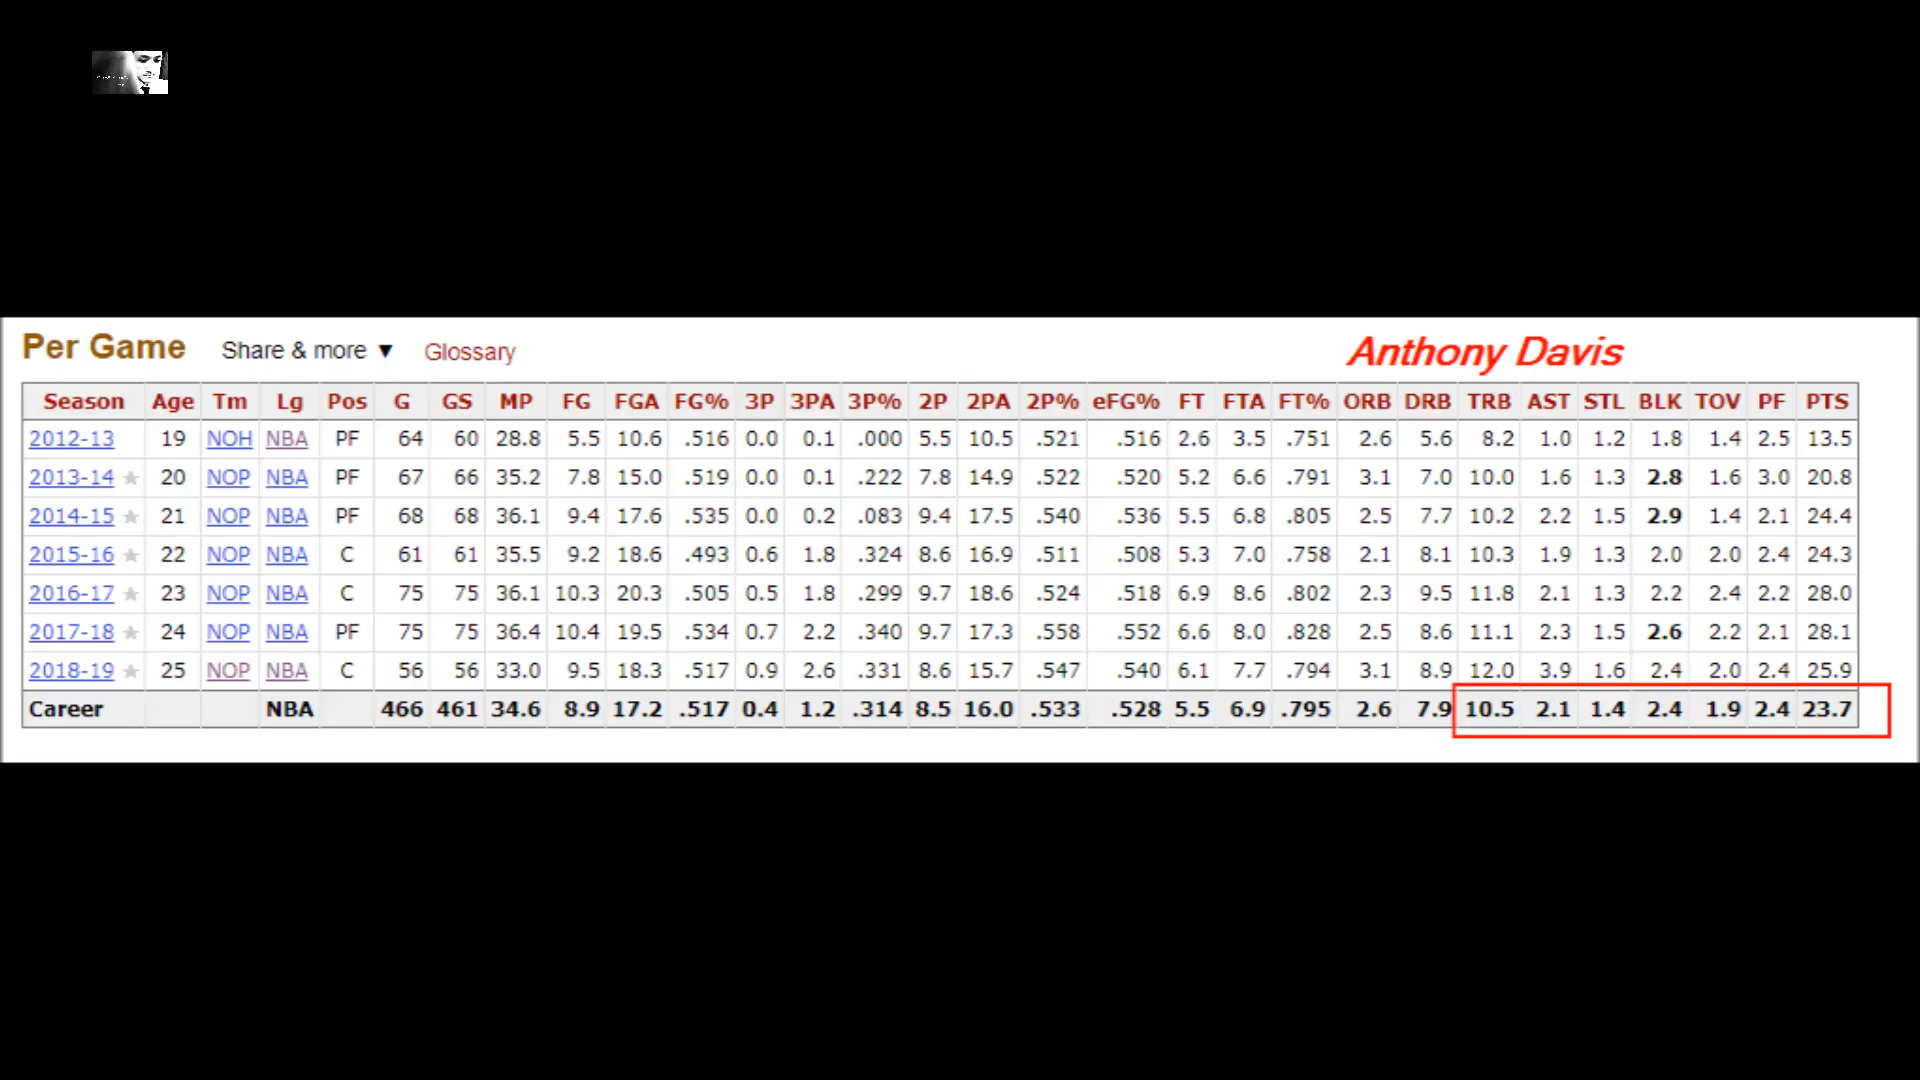 Per Game Share & more ▼ Glossary Anthony Davis
Season Age Tm Lg Pos G GS MP FG FGA FG% 3P 3PA 3P% 2P 2PA 2P% eFG% FT FTA FT% ORB DRB TRB AST STL BLK TOV PF PTS
2012-13 19 NOH NBA PF 64 60 28.8 5.5 10.6 .516 0.0 0.1 .000 5.5 10.5 .521 .516 2.6 3.5 .751 2.6 5.6 8.2 1.0 1.2 1.8 1.4 2.5 13.5
2013-14 ★ 20 NOP NBA PF 67 66 35.2 7.8 15.0 .519 0.0 0.1 .222 7.8 14.9 .522 .520 5.2 6.6 .791 3.1 7.0 10.0 1.6 1.3 2.8 1.6 3.0 20.8
2014-15 ★ 21 NOP NBA PF 68 68 36.1 9.4 17.6 .535 0.0 0.2 .083 9.4 17.5 .540 .536 5.5 6.8 .805 2.5 7.7 10.2 2.2 1.5 2.9 1.4 2.1 24.4
2015-16 ★ 22 NOP NBA C 61 61 35.5 9.2 18.6 .493 0.6 1.8 .324 8.6 16.9 .511 .508 5.3 7.0 .758 2.1 8.1 10.3 1.9 1.3 2.0 2.0 2.4 24.3
2016-17 ★ 23 NOP NBA C 75 75 36.1 10.3 20.3 .505 0.5 1.8 .299 9.7 18.6 .524 .518 6.9 8.6 .802 2.3 9.5 11.8 2.1 1.3 2.2 2.4 2.2 28.0
2017-18 ★ 24 NOP NBA PF 75 75 36.4 10.4 19.5 .534 0.7 2.2 .340 9.7 17.3 .558 .552 6.6 8.0 .828 2.5 8.6 11.1 2.3 1.5 2.6 2.2 2.1 28.1
2018-19 ★ 25 NOP NBA C 56 56 33.0 9.5 18.3 .517 0.9 2.6 .331 8.6 15.7 .547 .540 6.1 7.7 .794 3.1 8.9 12.0 3.9 1.6 2.4 2.0 2.4 25.9
Career NBA 466 461 34.6 8.9 17.2 .517 0.4 1.2 .314 8.5 16.0 .533 .528 5.5 6.9 .795 2.6 7.9 10.5 2.1 1.4 2.4 1.9 2.4 23.7